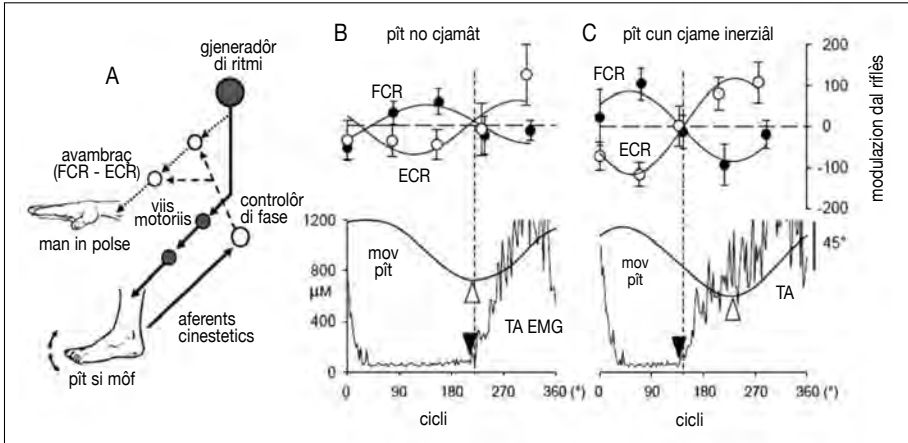 A
gjeneradôr
di ritmi
avambraç
(FCR - ECR)
viis
motoriis
controlôr
di fase
man in polse
aferents
cinestetics
pît si môf
B
pît no cjamât
FCR
ECR
1200
mov
pît
800
µM
400
TA EMG
0
0
90
180
270
360 (°)
cicli
C
pît cun cjame inerziâl
200
FCR
100
0
ECR
-100
-200
modulazion dal riflès
45°
mov
pît
TA
0
90
180
270
360 (°)
cicli